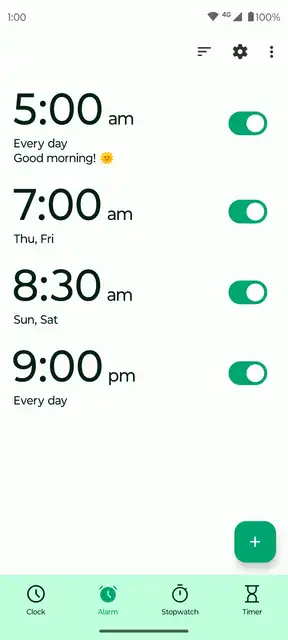 1:00 4G 100%
5:00 am
Every day
Good morning! 🌞
7:00 am
Thu, Fri
8:30 am
Sun, Sat
9:00 pm
Every day
+
Clock Alarm Stopwatch Timer